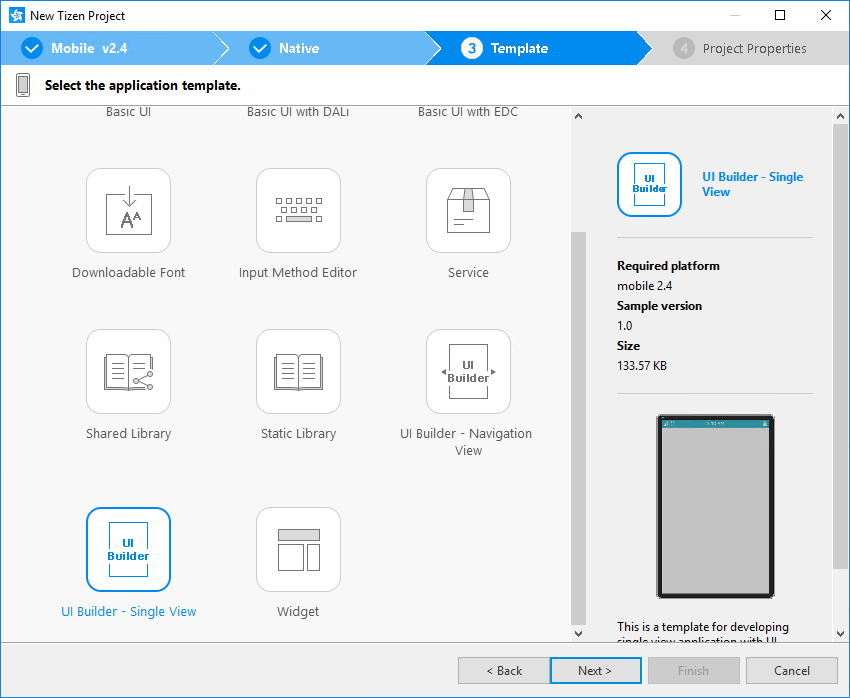 New Tizen Project
Mobile v2.4
Native
3 Template
4 Project Properties
Select the application template.
Basic UI
Basic UI with DALi
Basic UI with EDC
Downloadable Font
Input Method Editor
Service
UI
Builder
Shared Library
Static Library
UI Builder - Navigation
View
UI
Builder
UI Builder - Single View
Widget
UI
Builder
UI Builder - Single
View
Required platform
mobile 2.4
Sample version
1.0
Size
133.57 KB
This is a template for developing
single view application with UI
< Back
Next >
Finish
Cancel